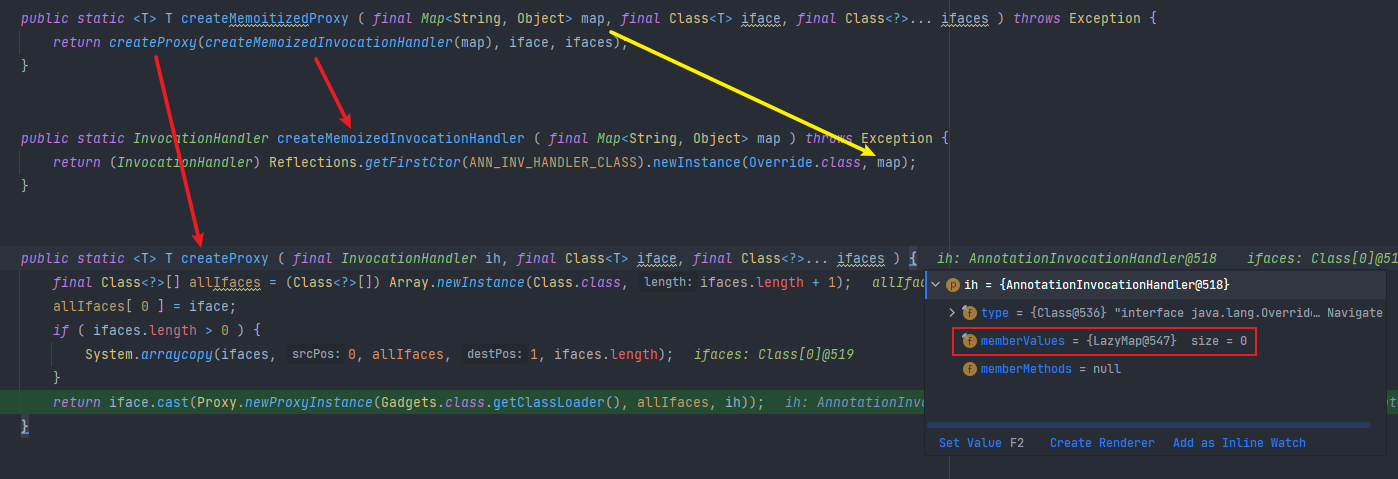 public static <T> T createMemoitizedProxy ( final Map<String, Object> map, final Class<T> iface, final Class<?>... ifaces ) throws Exception {
return createProxy(createMemoizedInvocationHandler(map), iface, ifaces);
}
public static InvocationHandler createMemoizedInvocationHandler ( final Map<String, Object> map ) throws Exception {
return (InvocationHandler) Reflections.getFirstCtor(ANN_INV_HANDLER_CLASS).newInstance(Override.class, map);
}
public static <T> T createProxy ( final InvocationHandler ih, final Class<T> iface, final Class<?>... ifaces ) { ih: AnnotationInvocationHandler@518 ifaces: Class[0]@51
final Class<?>[] allIfaces = (Class<?>[]) Array.newInstance(Class.class, length: ifaces.length + 1); allIfac
allIfaces[ 0 ] = iface;
if ( ifaces.length > 0 ) {
System.arraycopy(ifaces, srcPos: 0, allIfaces, destPos: 1, ifaces.length); ifaces: Class[0]@519
}
return iface.cast(Proxy.newProxyInstance(Gadgets.class.getClassLoader(), allIfaces, ih)); ih: AnnotationInvo
}
ih = {AnnotationInvocationHandler@518}
type = {Class@536} "interface java.lang.Overrid... Navigate
memberValues = {LazyMap@547} size = 0
memberMethods = null
Set Value F2 Create Renderer Add as Inline Watch